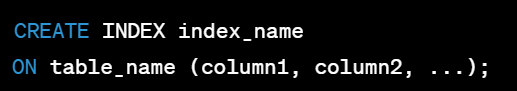 CREATE INDEX index_name
ON table_name (column1, column2, ...);